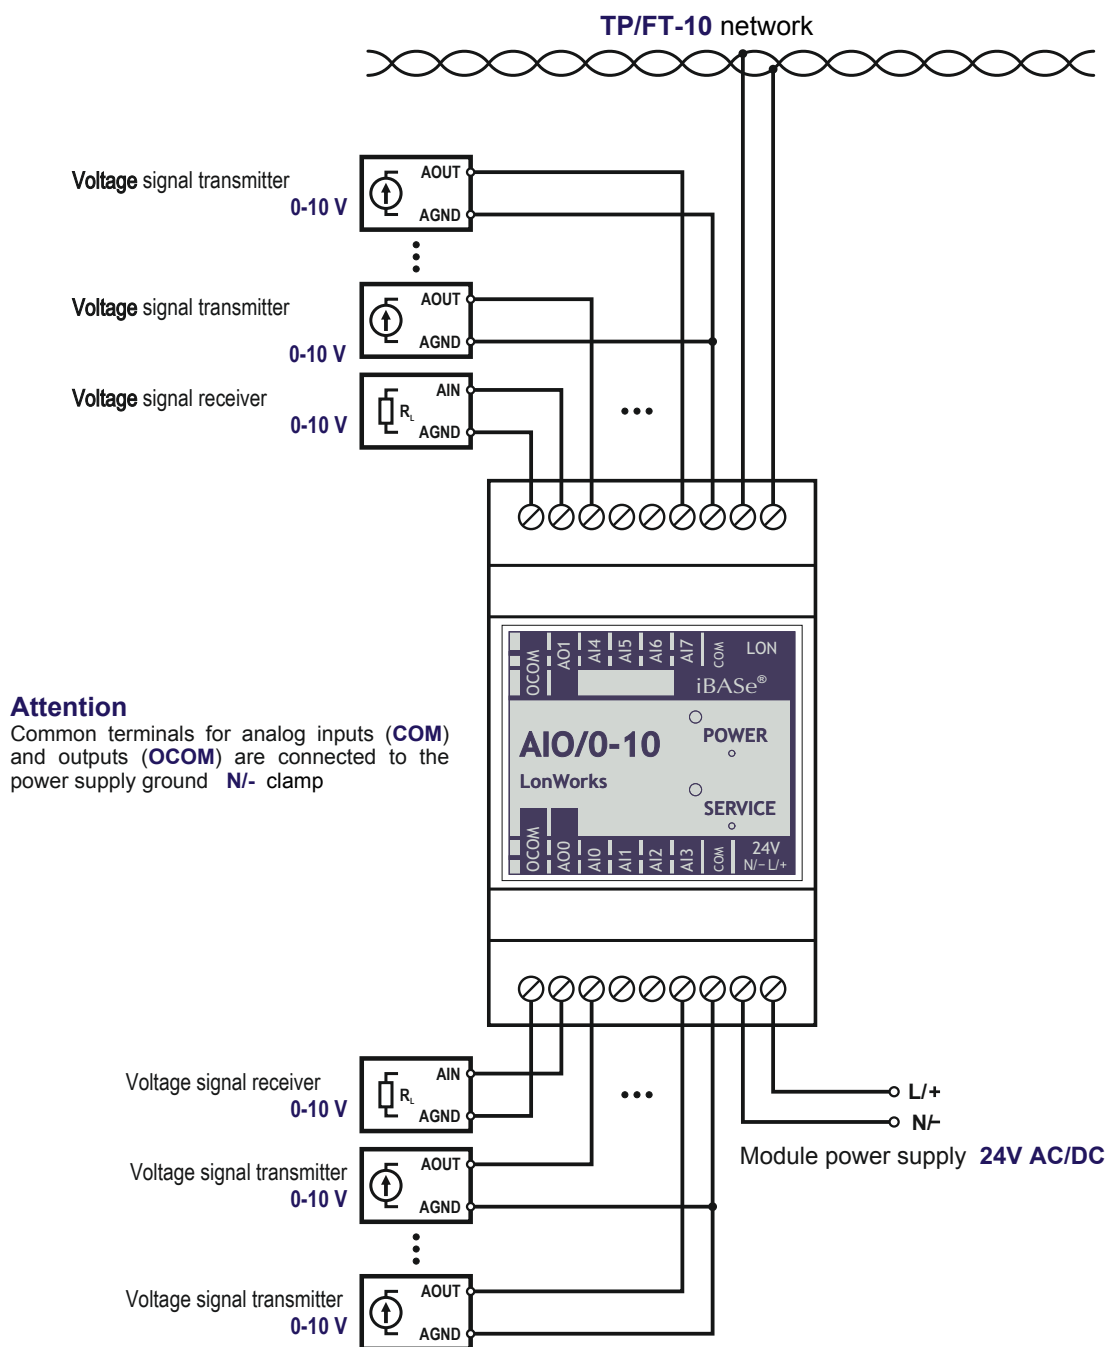 TP/FT-10 network
AOUT
Voltage signal transmitter
0-10 V
AGND
AOUT
Voltage signal transmitter
AGND
0-10 V
AIN
Voltage signal receiver
RL
0-10 V
AGND
OCOM AO1 AI4 AI5 AI6 AI7 COM LON
iBASe®
Attention
Common terminals for analog inputs (COM)
and outputs (OCOM) are connected to the
power supply ground N/- clamp
AIO/0-10
POWER
LonWorks
SERVICE
OCOM AO0 AI0 AI1 AI2 AI3 COM 24V
N/- L/+
AIN
Voltage signal receiver
RL
0-10 V
AGND
L/+
N/-
Module power supply 24V AC/DC
AOUT
Voltage signal transmitter
0-10 V
AGND
AOUT
Voltage signal transmitter
0-10 V
AGND